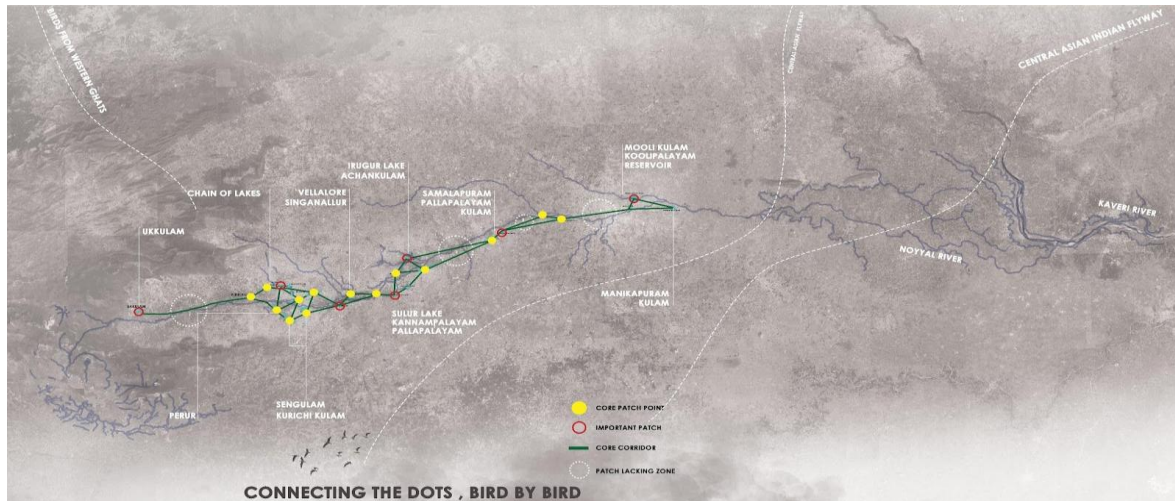 BIRDS FROM WESTERN GHATS
CENTRAL ASIAN INDIAN FLYWAY
MOOLI KULAM
KOOLIPALAYAM
RESERVOIR
IRUGUR LAKE
ACHANKULAM
CHAIN OF LAKES
VELLALORE
SINGANALLUR
SAMALAPURAM
PALLAPALAYAM
KULAM
KAVERI RIVER
UKKULAM
NOYYAL RIVER
MANIKAPURAM
KULAM
SULUR LAKE
KANNAMPALAYAM
PALLAPALAYAM
PERUR
SENGULAM
KURICHI KULAM
CORE PATCH POINT
IMPORTANT PATCH
CORE CORRIDOR
PATCH LACKING ZONE
CONNECTING THE DOTS , BIRD BY BIRD